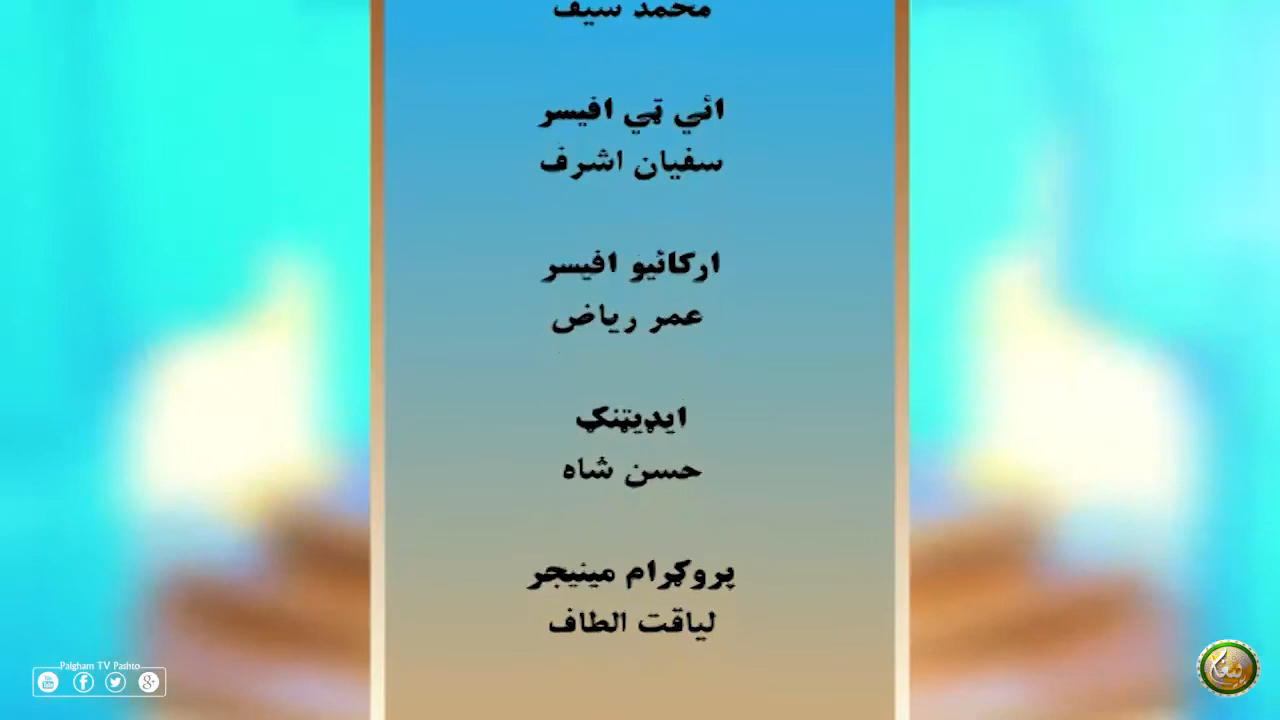 محمد سیف
ائي ټي افیسر
سفیان اشرف
ارکائیو افیسر
عمر ریاض
ایډیټنګ
حسن شاه
پروګرام مینیجر
لیاقت الطاف
Paigham TV Pashto